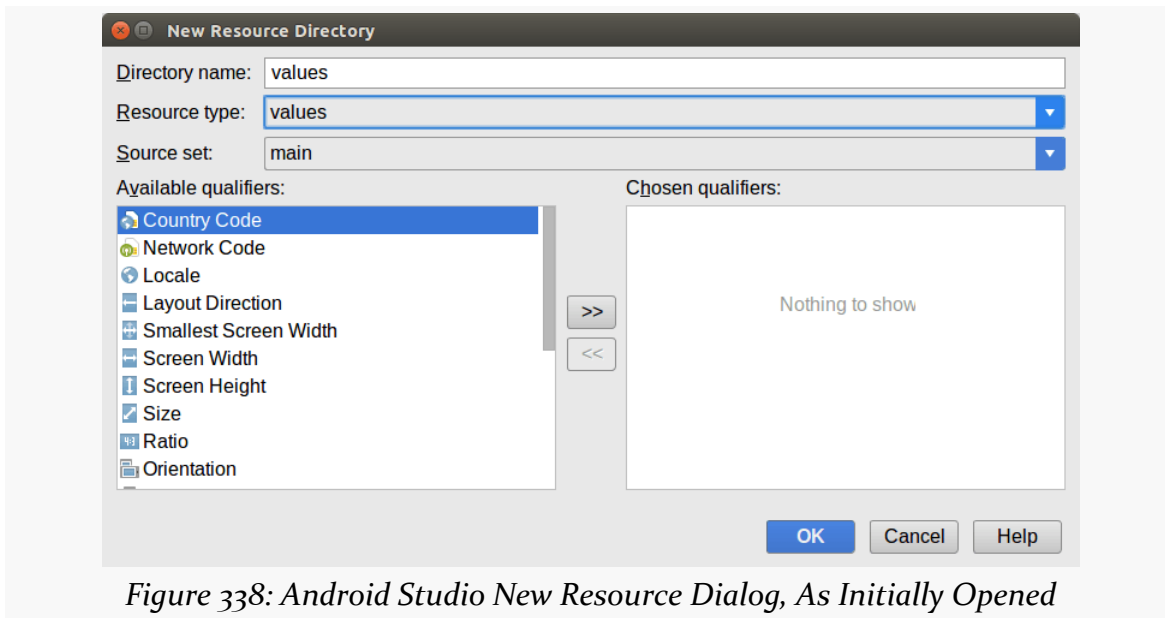 New Resource Directory
Directory name: values
Resource type: values
Source set: main
Available qualifiers:
Chosen qualifiers:
Country Code
Network Code
Locale
Layout Direction
Smallest Screen Width
Screen Width
Screen Height
Size
Ratio
Orientation
>>
<<
Nothing to show
OK Cancel Help
Figure 338: Android Studio New Resource Dialog, As Initially Opened